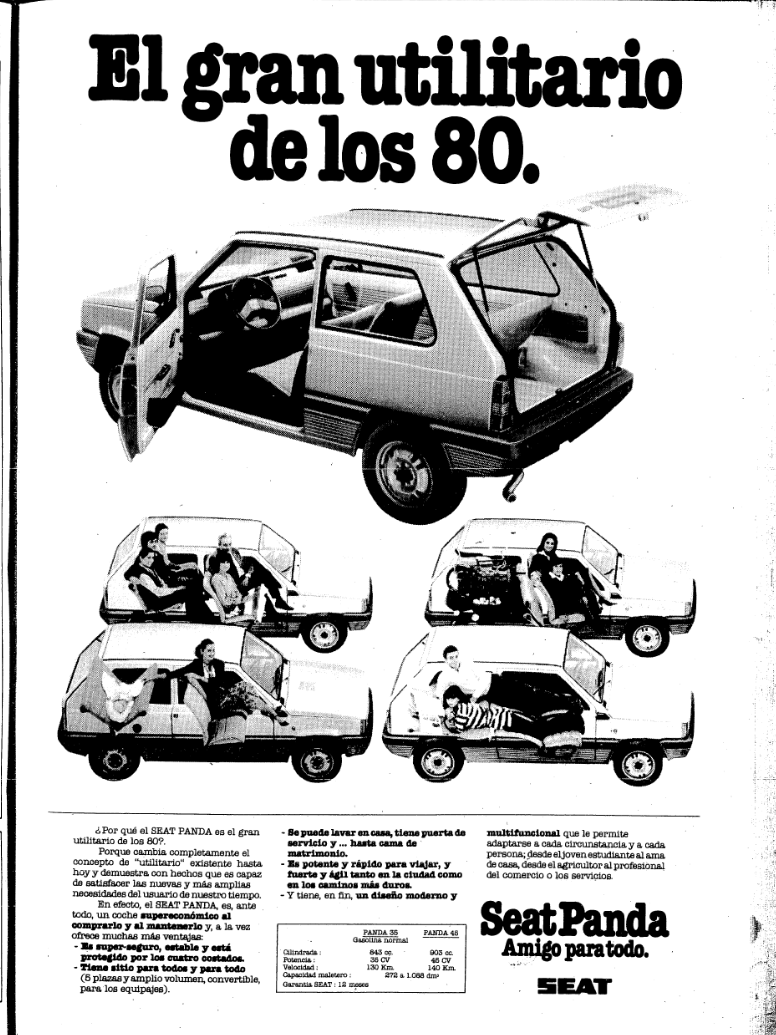 El gran utilitario
de los 80.
¿Por qué el SEAT PANDA es el gran
utilitario de los 80?.
Porque cambia completamente el
concepto de "utilitario" existente hasta
hoy y demuestra con hechos que es capaz
de satisfacer las nuevas y más amplias
necesidades del usuario de nuestro tiempo.
En efecto, el SEAT PANDA, es, ante
todo, un coche supereconómico al
comprarlo y al mantenerlo y, a la vez
ofrece muchas más ventajas:
- Es super-seguro, estable y está
protegido por los cuatro costados.
- Tiene sitio para todos y para todo
(5 plazas y amplio volumen, convertible,
para los equipajes).
- Se puede lavar en casa, tiene puerta de
servicio y ... hasta cama de
matrimonio.
- Es potente y rápido para viajar, y
fuerte y ágil tanto en la ciudad como
en los caminos más duros.
- Y tiene, en fin, un diseño moderno y
multifuncional que le permite
adaptarse a cada circunstancia y a cada
persona; desde el joven estudiante al ama
de casa, desde el agricultor al profesional
del comercio o los servicios.
PANDA 35 PANDA 45
Gasolina normal
Cilindrada : 843 cc. 903 cc.
Potencia : 35 CV 45 CV
Velocidad : 130 Km. 140 Km.
Capacidad maletero : 272 a 1.088 dm³
Garantía SEAT : 12 meses
Seat Panda
Amigo para todo.
SEAT